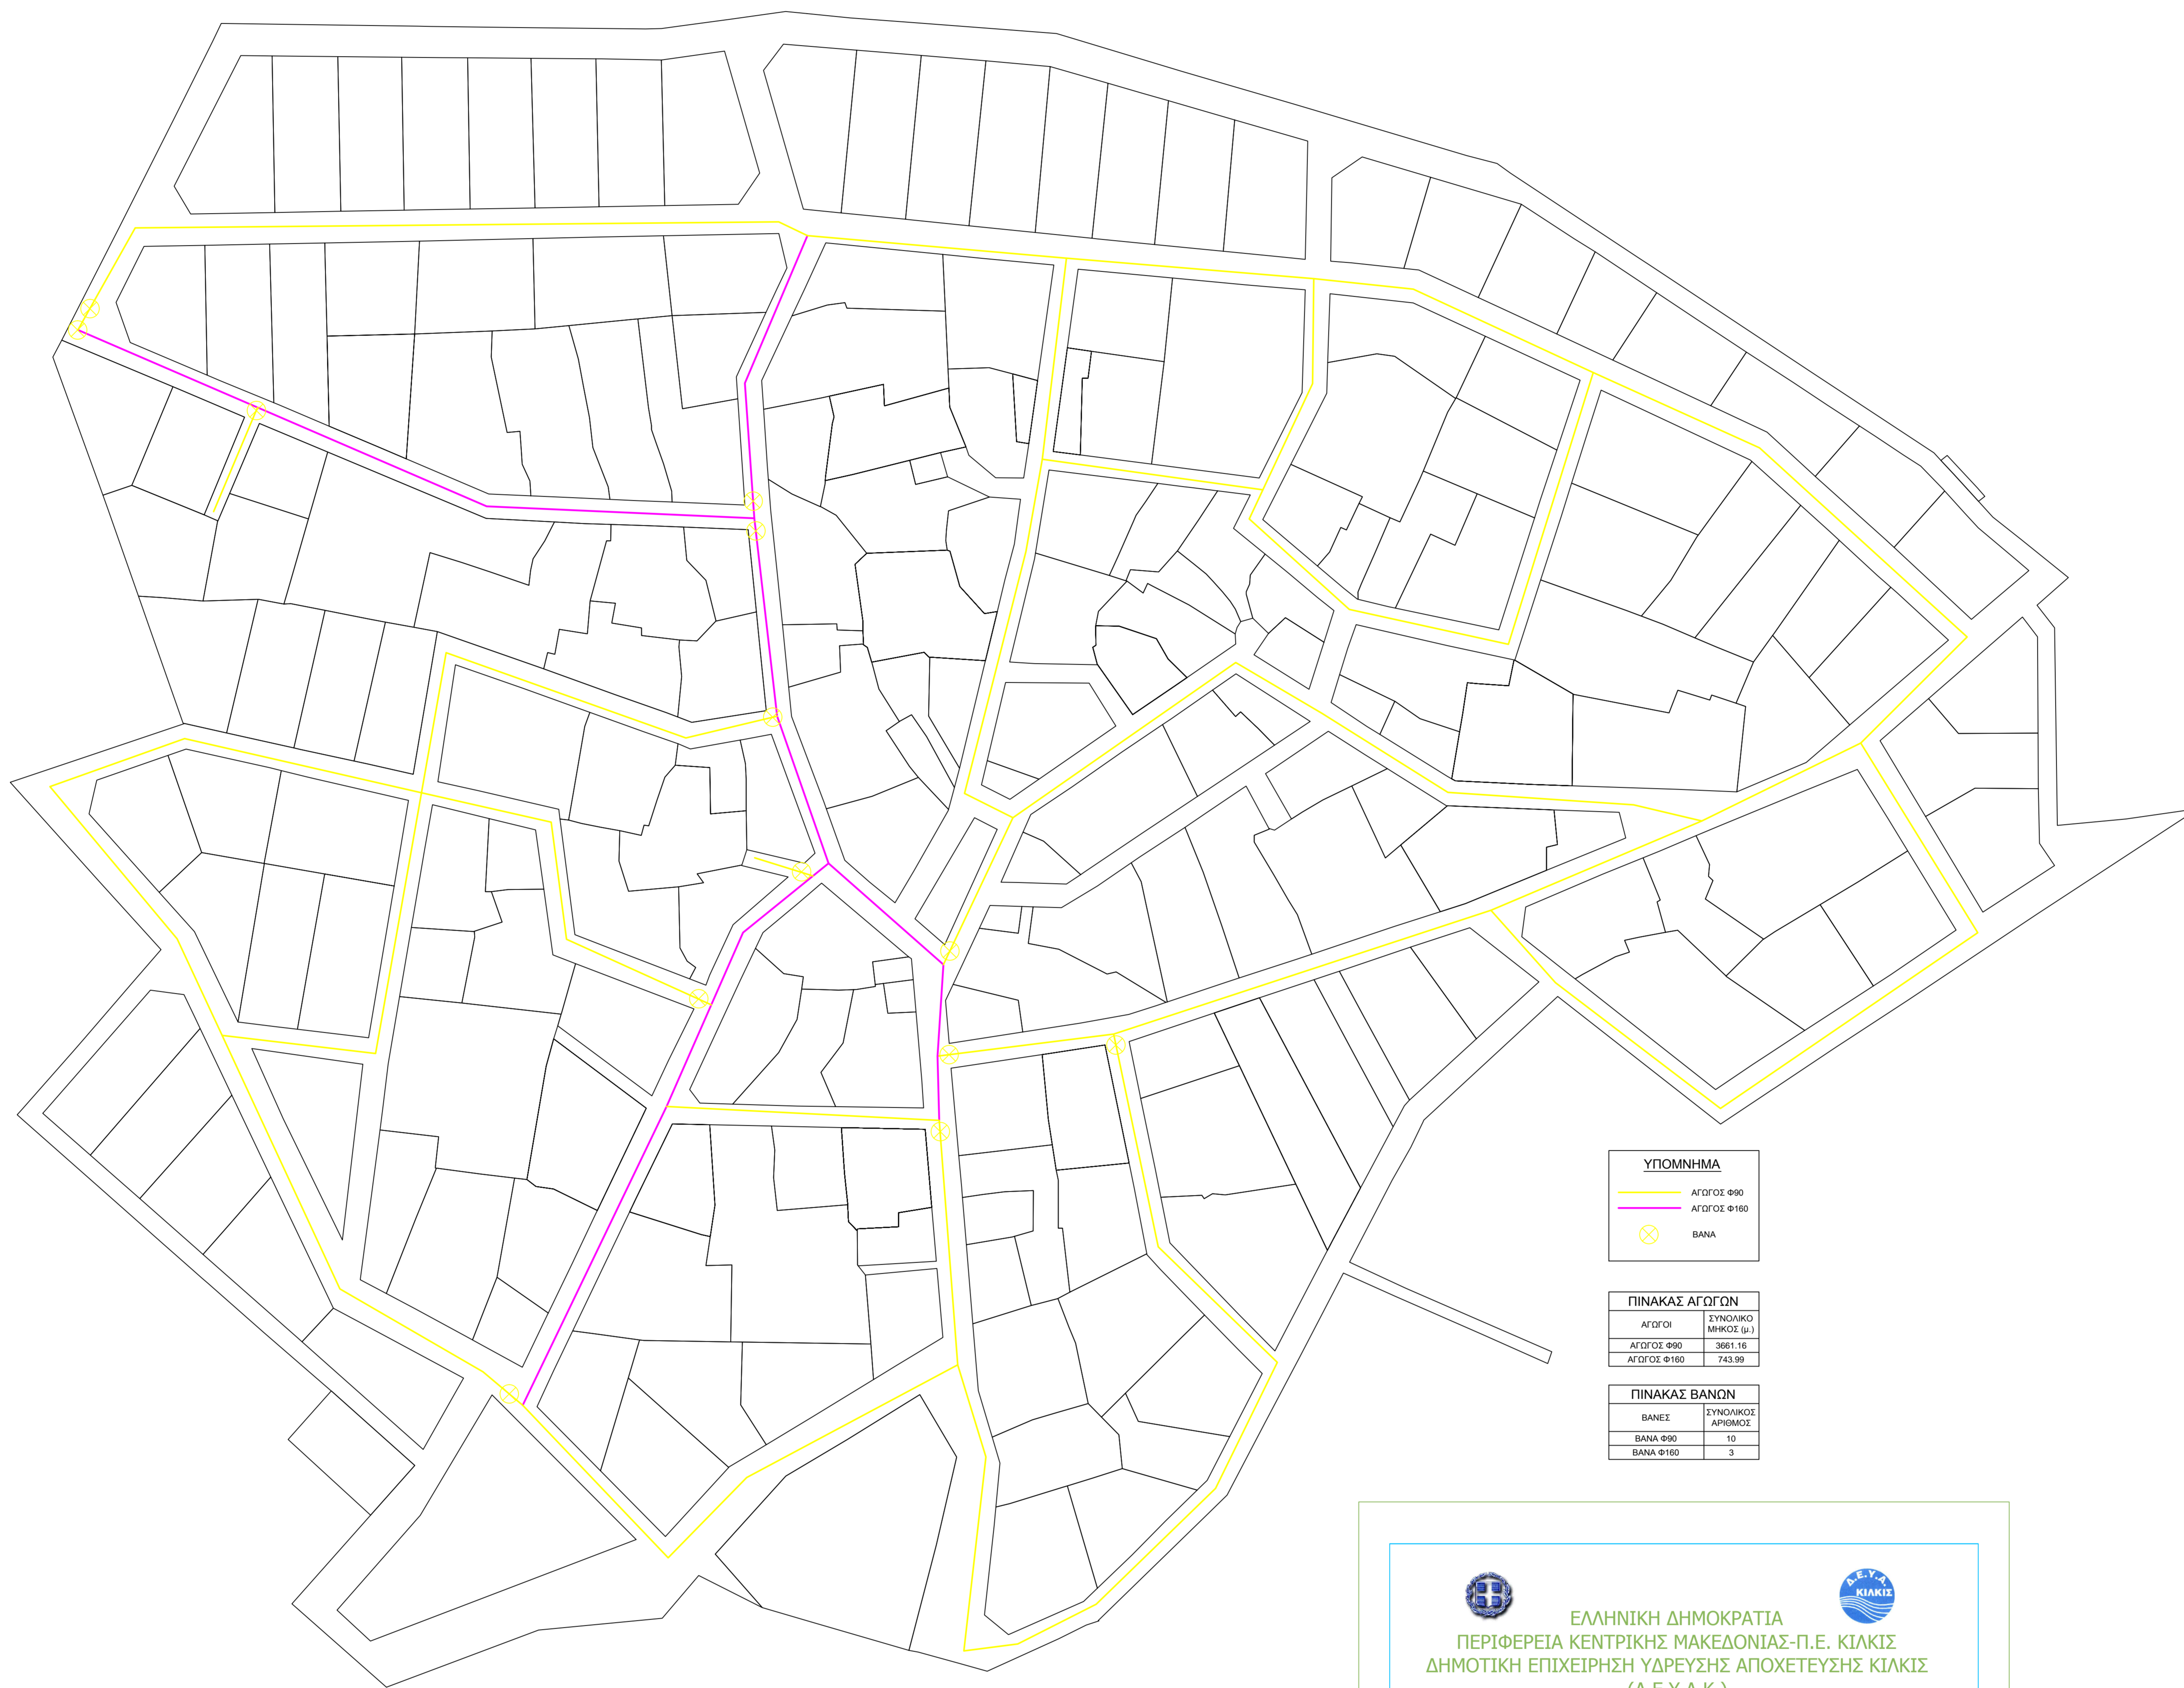 ΥΠΟΜΝΗΜΑ
ΑΓΩΓΟΣ Φ90
ΑΓΩΓΟΣ Φ160
ΒΑΝΑ
ΠΙΝΑΚΑΣ ΑΓΩΓΩΝ
ΑΓΩΓΟΙ
ΣΥΝΟΛΙΚΟ
ΜΗΚΟΣ (μ.)
ΑΓΩΓΟΣ Φ90 3661.16
ΑΓΩΓΟΣ Φ160 743.99
ΠΙΝΑΚΑΣ ΒΑΝΩΝ
ΒΑΝΕΣ
ΣΥΝΟΛΙΚΟΣ
ΑΡΙΘΜΟΣ
ΒΑΝΑ Φ90 10
ΒΑΝΑ Φ160 3
Δ.Ε.Υ.Α.
ΚΙΛΚΙΣ
ΕΛΛΗΝΙΚΗ ΔΗΜΟΚΡΑΤΙΑ
ΠΕΡΙΦΕΡΕΙΑ ΚΕΝΤΡΙΚΗΣ ΜΑΚΕΔΟΝΙΑΣ-Π.Ε. ΚΙΛΚΙΣ
ΔΗΜΟΤΙΚΗ ΕΠΙΧΕΙΡΗΣΗ ΥΔΡΕΥΣΗΣ ΑΠΟΧΕΤΕΥΣΗΣ ΚΙΛΚΙΣ
(Δ.Ε.Υ.Α.Κ.)